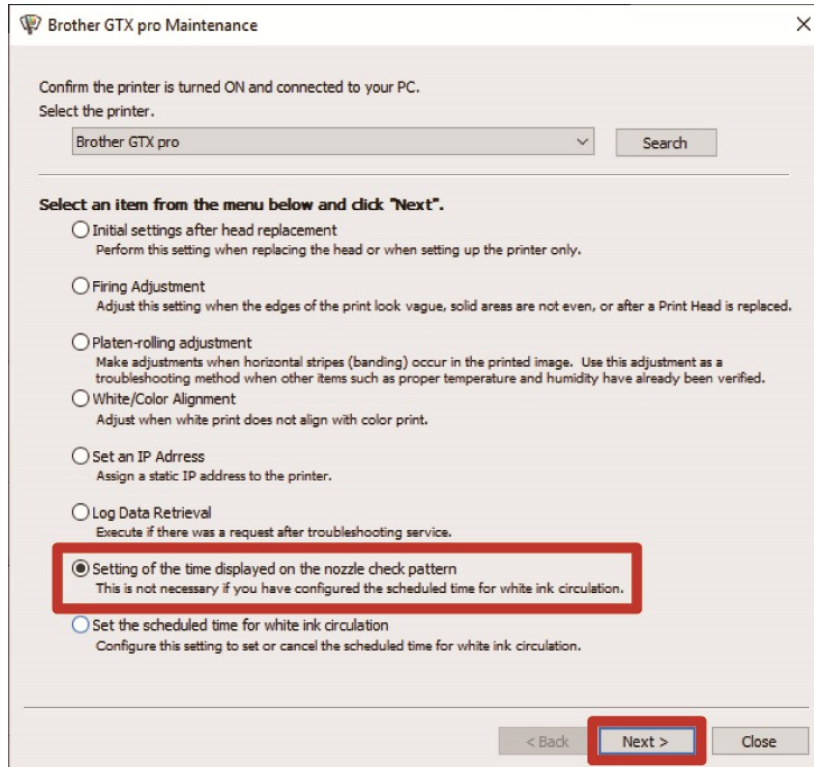 Brother GTX pro Maintenance
Confirm the printer is turned ON and connected to your PC.
Select the printer.
Brother GTX pro
Search
Select an item from the menu below and click "Next".
Initial settings after head replacement
Perform this setting when replacing the head or when setting up the printer only.
Firing Adjustment
Adjust this setting when the edges of the print look vague, solid areas are not even, or after a Print Head is replaced.
Platen-rolling adjustment
Make adjustments when horizontal stripes (banding) occur in the printed image. Use this adjustment as a
troubleshooting method when other items such as proper temperature and humidity have already been verified.
White/Color Alignment
Adjust when white print does not align with color print.
Set an IP Adrress
Assign a static IP address to the printer.
Log Data Retrieval
Execute if there was a request after troubleshooting service.
Setting of the time displayed on the nozzle check pattern
This is not necessary if you have configured the scheduled time for white ink circulation.
Set the scheduled time for white ink circulation
Configure this setting to set or cancel the scheduled time for white ink circulation.
< Back
Next >
Close